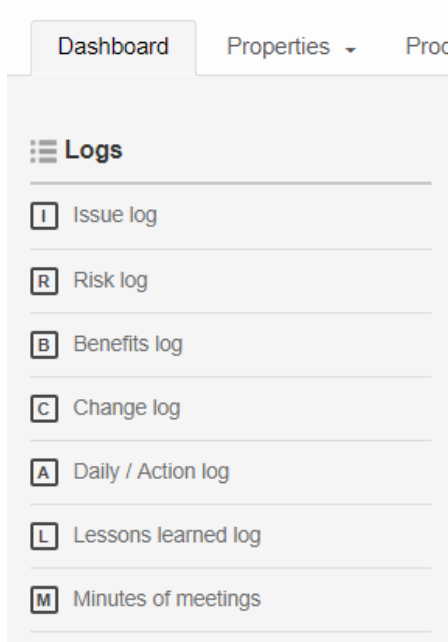 Dashboard Properties
Logs
I Issue log
R Risk log
B Benefits log
C Change log
A Daily / Action log
L Lessons learned log
M Minutes of meetings